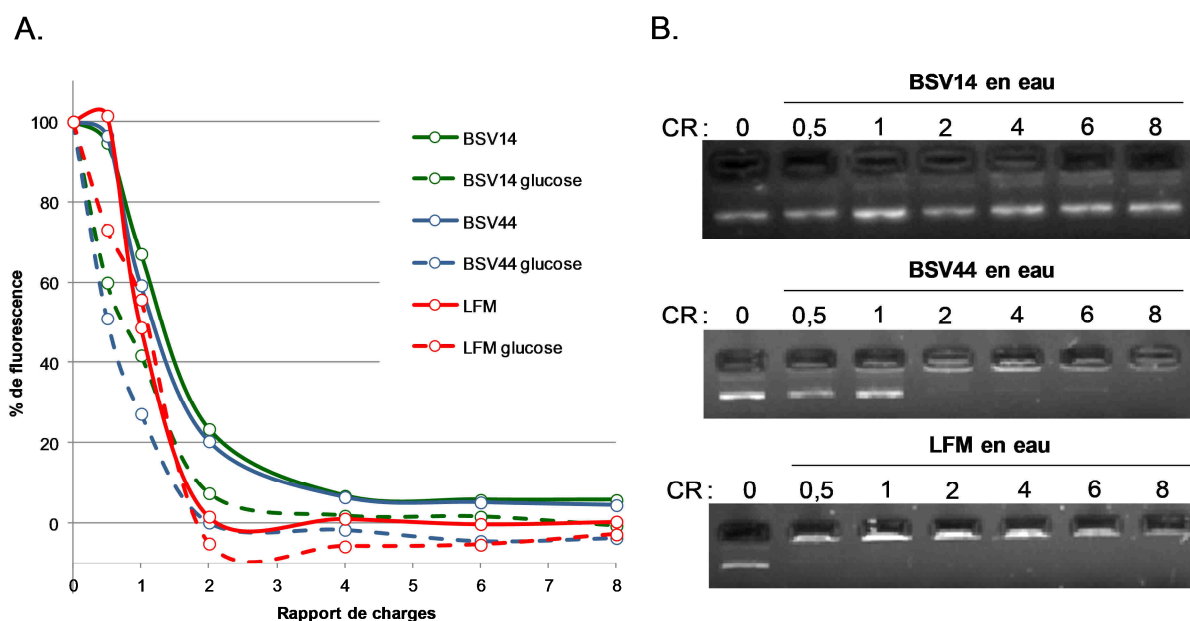 A.
100
80
60
40
20
0
% de fluorescence
0 1 2 3 4 5 6 7 8
Rapport de charges
BSV14
BSV14 glucose
BSV44
BSV44 glucose
LFM
LFM glucose
B.
BSV14 en eau
CR : 0 0,5 1 2 4 6 8
BSV44 en eau
CR : 0 0,5 1 2 4 6 8
LFM en eau
CR : 0 0,5 1 2 4 6 8